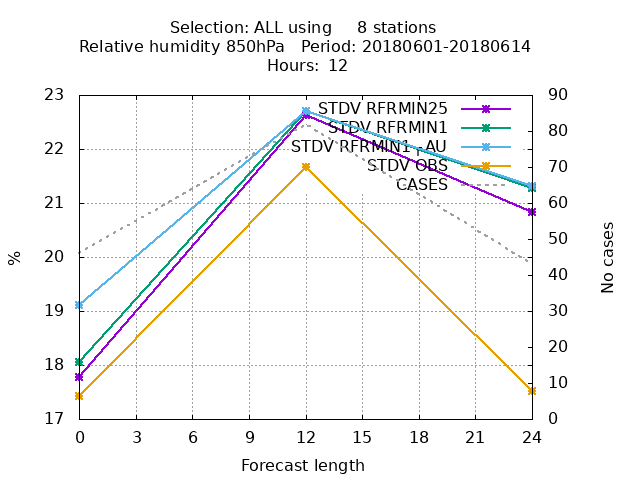 Selection: ALL using     8 stations
Relative humidity 850hPa   Period: 20180601-20180614
Hours: 12
STDV RFRMIN25
STDV RFRMIN1
STDV RFRMIN1_AU
STDV OBS
CASES
%
23
22
21
20
19
18
17
No cases
90
80
70
60
50
40
30
20
10
0
0 3 6 9 12 15 18 21 24
Forecast length